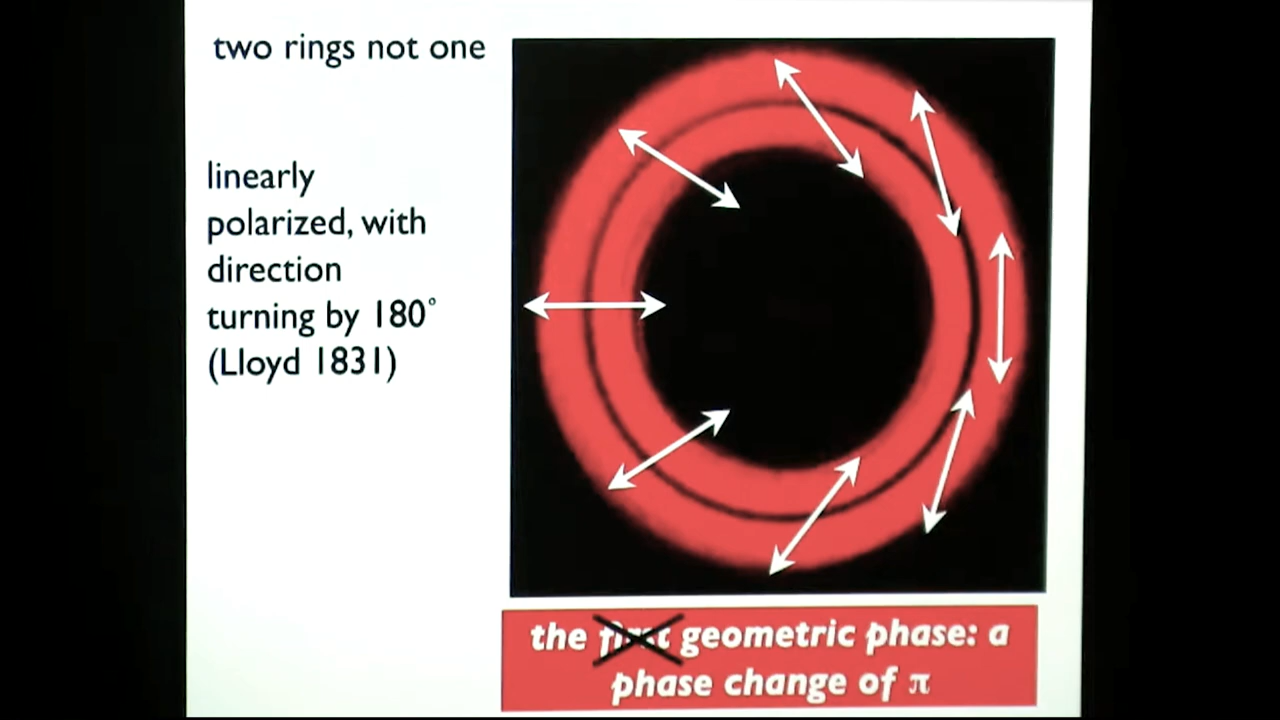 two rings not one
linearly
polarized, with
direction
turning by 180°
(Lloyd 1831)
the first geometric phase: a
phase change of π